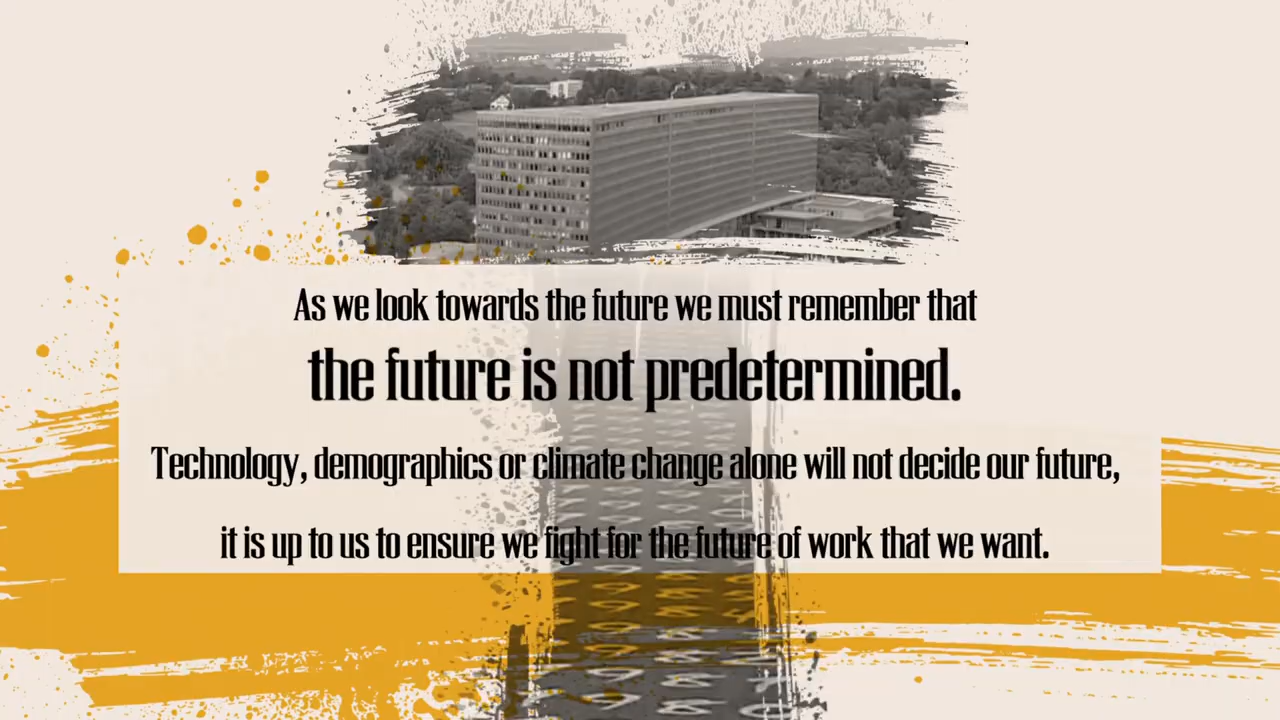 As we look towards the future we must remember that
the future is not predetermined.
Technology, demographics or climate change alone will not decide our future,
it is up to us to ensure we fight for the future of work that we want.